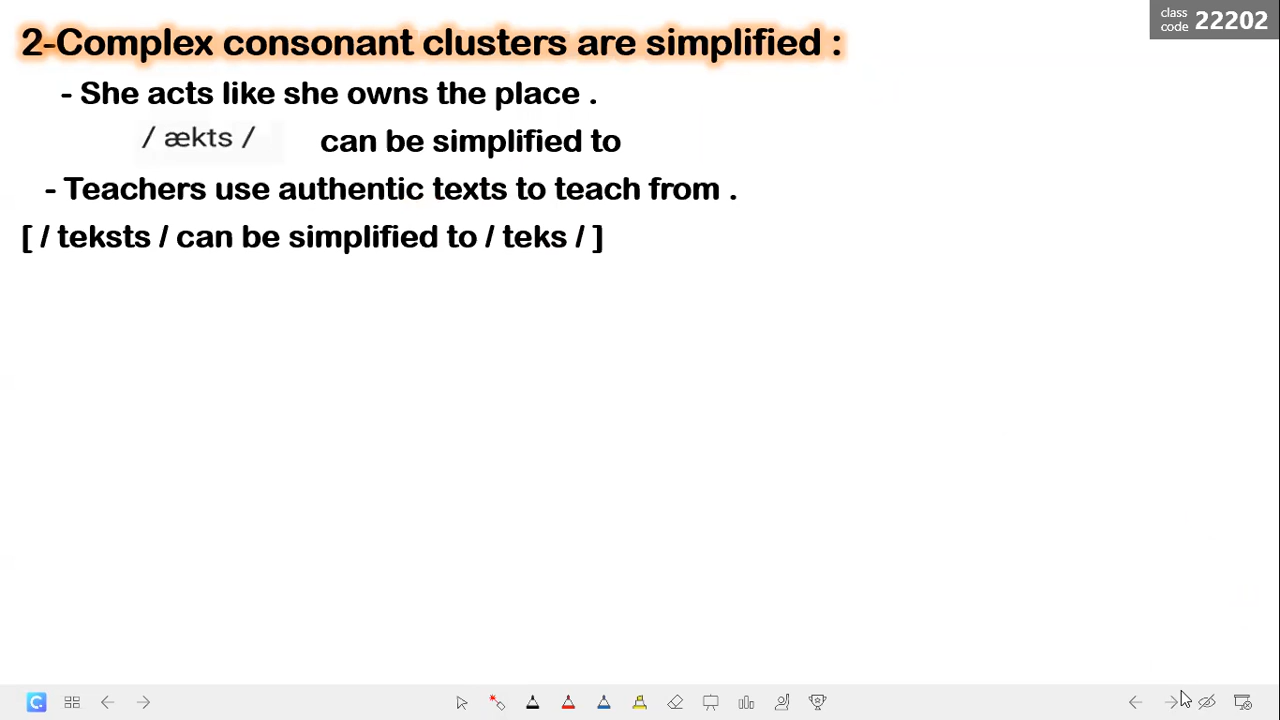 class code 22202
2-Complex consonant clusters are simplified :
- She acts like she owns the place .
/ ækts / can be simplified to
- Teachers use authentic texts to teach from .
[ / teksts / can be simplified to / teks / ]